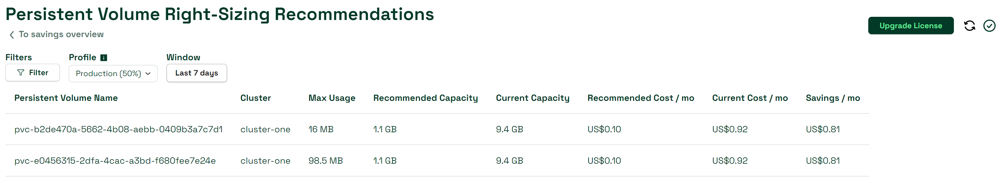 Persistent Volume Right-Sizing Recommendations
To savings overview
Upgrade License
Filters Profile i Window
Filter Production (50%) Last 7 days
Persistent Volume Name Cluster Max Usage Recommended Capacity Current Capacity Recommended Cost / mo Current Cost / mo Savings / mo
pvc-b2de470a-5662-4b08-aebb-0409b3a7c7d1 cluster-one 16 MB 1.1 GB 9.4 GB US$0.10 US$0.92 US$0.81
pvc-e0456315-2dfa-4cac-a3bd-f680fee7e24e cluster-one 98.5 MB 1.1 GB 9.4 GB US$0.10 US$0.92 US$0.81